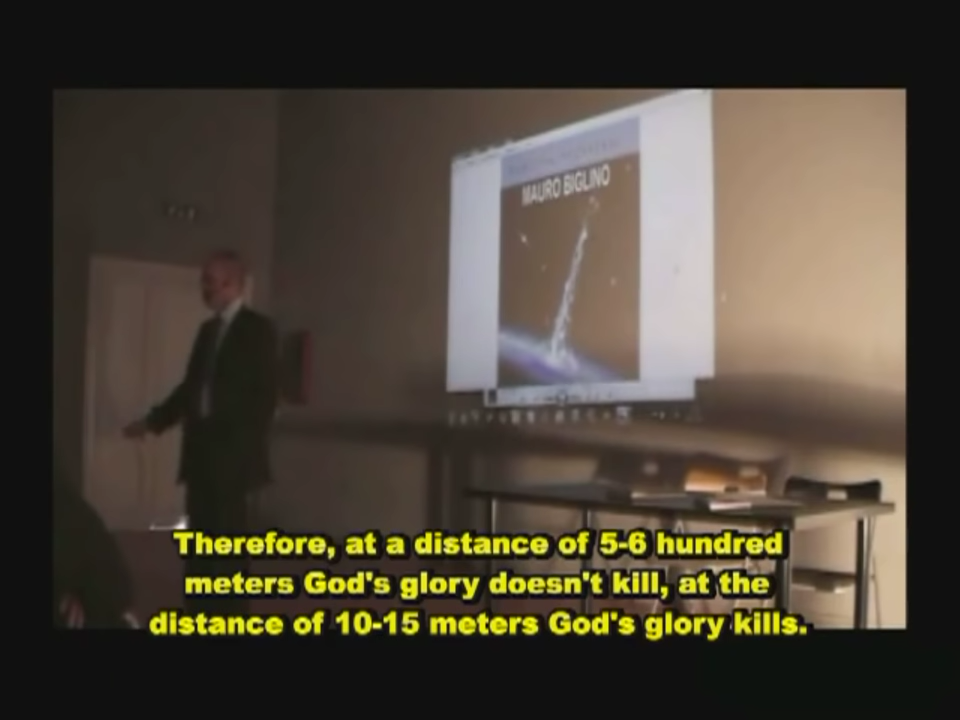 MAURO BIGLINO
Therefore, at a distance of 5-6 hundred
meters God's glory doesn't kill, at the
distance of 10-15 meters God's glory kills.